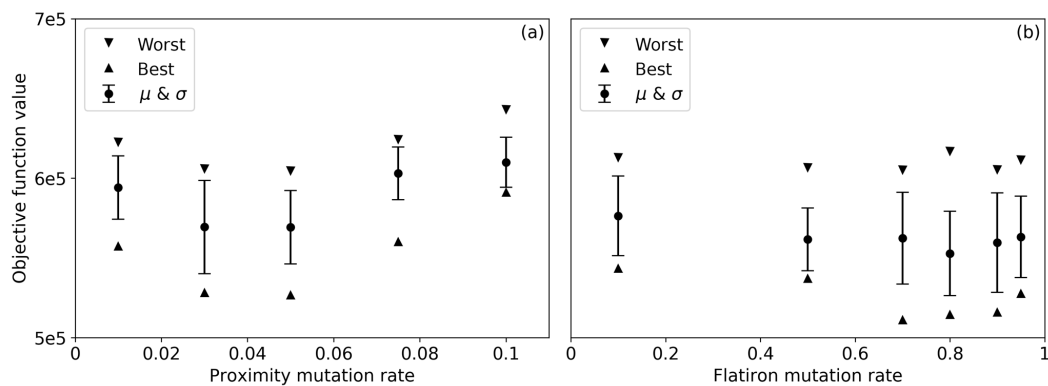 7e5
6e5
5e5
Objective function value
Worst
Best
μ & σ
(a)
0 0.02 0.04 0.06 0.08 0.1
Proximity mutation rate
Worst
Best
μ & σ
(b)
0 0.2 0.4 0.6 0.8 1
Flatiron mutation rate